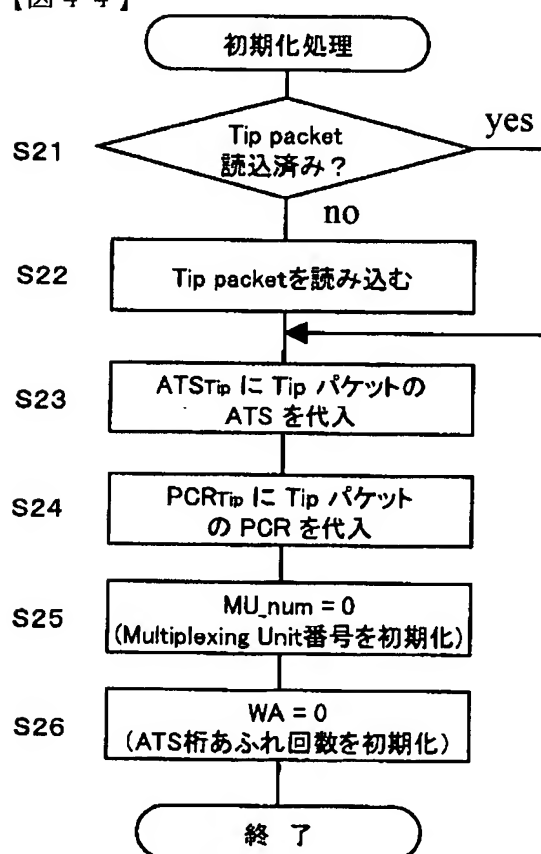 【図44】
初期化処理
S21
Tip packet
読込済み？
yes
no
S22
Tip packetを読み込む
S23
ATSTip に Tip パケットの
ATS を代入
S24
PCRTip に Tip パケット
の PCR を代入
S25
MU_num = 0
(Multiplexing Unit番号を初期化)
S26
WA = 0
(ATS桁あふれ回数を初期化)
終 了